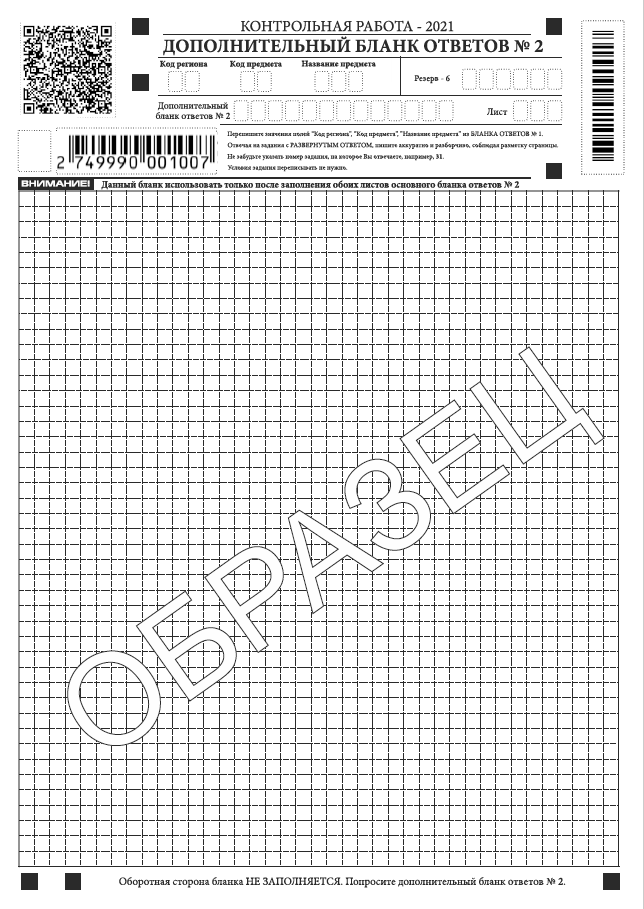 КОНТРОЛЬНАЯ РАБОТА - 2021
ДОПОЛНИТЕЛЬНЫЙ БЛАНК ОТВЕТОВ № 2
Код региона Код предмета Название предмета
Резерв - 6
Дополнительный
бланк ответов № 2
Лист
Перепишите значения полей "Код региона", "Код предмета", "Название предмета" из БЛАНКА ОТВЕТОВ № 1.
Отвечая на задания с РАЗВЕРНУТЫМ ОТВЕТОМ, пишите аккуратно и разборчиво, соблюдая разметку страницы.
Не забудьте указать номер задания, на которое Вы отвечаете, например, 31.
Условия задания переписывать не нужно.
2 749990 001007
ВНИМАНИЕ! Данный бланк использовать только после заполнения обоих листов основного бланка ответов № 2
ОБРАЗЕЦ
Оборотная сторона бланка НЕ ЗАПОЛНЯЕТСЯ. Попросите дополнительный бланк ответов № 2.